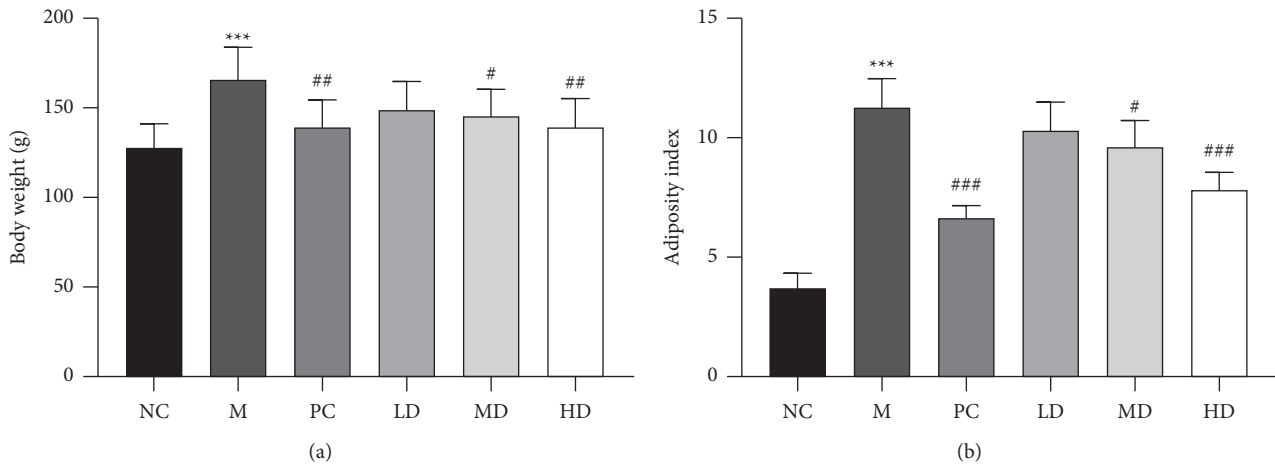 200
150
100
50
0
Body weight (g)
***
##
#
##
NC M PC LD MD HD
(a)
15
10
5
0
Adiposity index
***
###
#
###
NC M PC LD MD HD
(b)